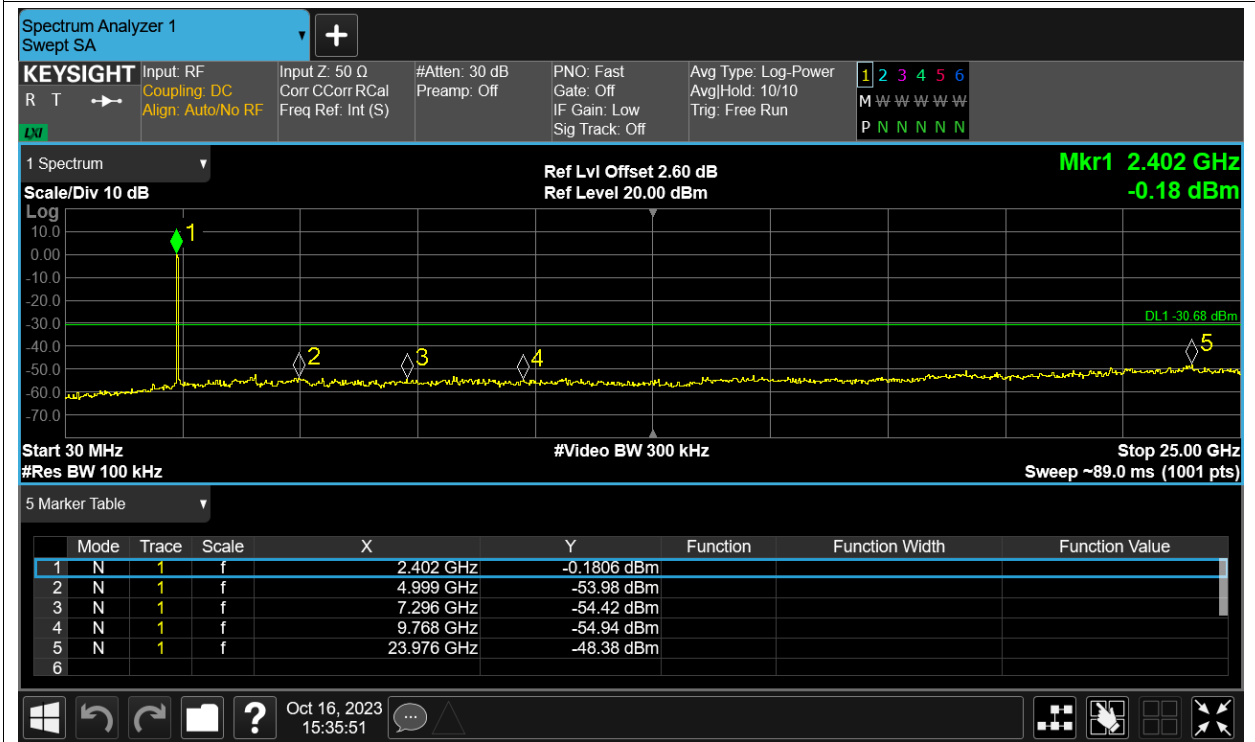 Spectrum Analyzer 1
Swept SA
KEYSIGHT
R T
LXI
Input: RF
Coupling: DC
Align: Auto/No RF
Input Z: 50 Ω
Corr CCorr RCal
Freq Ref: Int (S)
#Atten: 30 dB
Preamp: Off
PNO: Fast
Gate: Off
IF Gain: Low
Sig Track: Off
Avg Type: Log-Power
Avg|Hold: 10/10
Trig: Free Run
1 2 3 4 5 6
M W W W W W
P N N N N N
1 Spectrum
Scale/Div 10 dB
Ref Lvl Offset 2.60 dB
Ref Level 20.00 dBm
Mkr1 2.402 GHz
-0.18 dBm
Log
10.0
0.00
-10.0
-20.0
-30.0
-40.0
-50.0
-60.0
-70.0
1
2
3
4
5
DL1 -30.68 dBm
Start 30 MHz
#Res BW 100 kHz
#Video BW 300 kHz
Stop 25.00 GHz
Sweep ~89.0 ms (1001 pts)
5 Marker Table
Mode Trace Scale X Y Function Function Width Function Value
1 N 1 f 2.402 GHz -0.1806 dBm
2 N 1 f 4.999 GHz -53.98 dBm
3 N 1 f 7.296 GHz -54.42 dBm
4 N 1 f 9.768 GHz -54.94 dBm
5 N 1 f 23.976 GHz -48.38 dBm
6
?
Oct 16, 2023
15:35:51